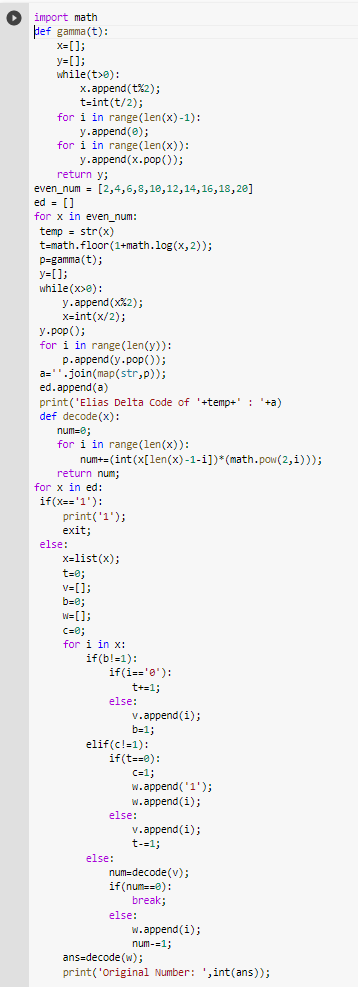 import math
def gamma(t):
    x=[];
    y=[];
    while(t>0):
        x.append(t%2);
        t=int(t/2);
    for i in range(len(x)-1):
        y.append(0);
    for i in range(len(x)):
        y.append(x.pop());
    return y;
even_num = [2,4,6,8,10,12,14,16,18,20]
ed = []
for x in even_num:
 temp = str(x)
 t=math.floor(1+math.log(x,2));
 p=gamma(t);
 y=[];
 while(x>0):
     y.append(x%2);
     x=int(x/2);
 y.pop();
 for i in range(len(y)):
     p.append(y.pop());
 a=''.join(map(str,p));
 ed.append(a)
 print('Elias Delta Code of '+temp+' : '+a)
 def decode(x):
    num=0;
    for i in range(len(x)):
        num+=(int(x[len(x)-1-i])*(math.pow(2,i)));
    return num;
for x in ed:
 if(x=='1'):
     print('1');
     exit;
 else:
     x=list(x);
     t=0;
     v=[];
     b=0;
     w=[];
     c=0;
     for i in x:
         if(b!=1):
             if(i=='0'):
                 t+=1;
             else:
                 v.append(i);
                 b=1;
         elif(c!=1):
             if(t==0):
                 c=1;
                 w.append('1');
                 w.append(i);
             else:
                 v.append(i);
                 t-=1;
         else:
             num=decode(v);
             if(num==0):
                 break;
             else:
                 w.append(i);
                 num-=1;
     ans=decode(w);
     print('Original Number: ',int(ans));